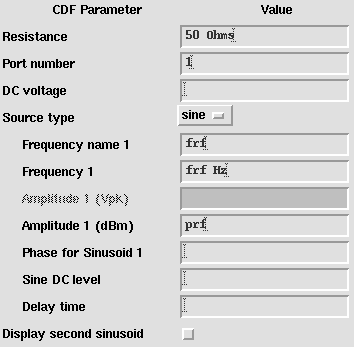 CDF Parameter Value
Resistance 50 Ohms
Port number 1
DC voltage
Source type sine
Frequency name 1 frf
Frequency 1 frf Hz
Amplitude 1 (Vpk)
Amplitude 1 (dBm) prf
Phase for Sinusoid 1
Sine DC level
Delay time
Display second sinusoid